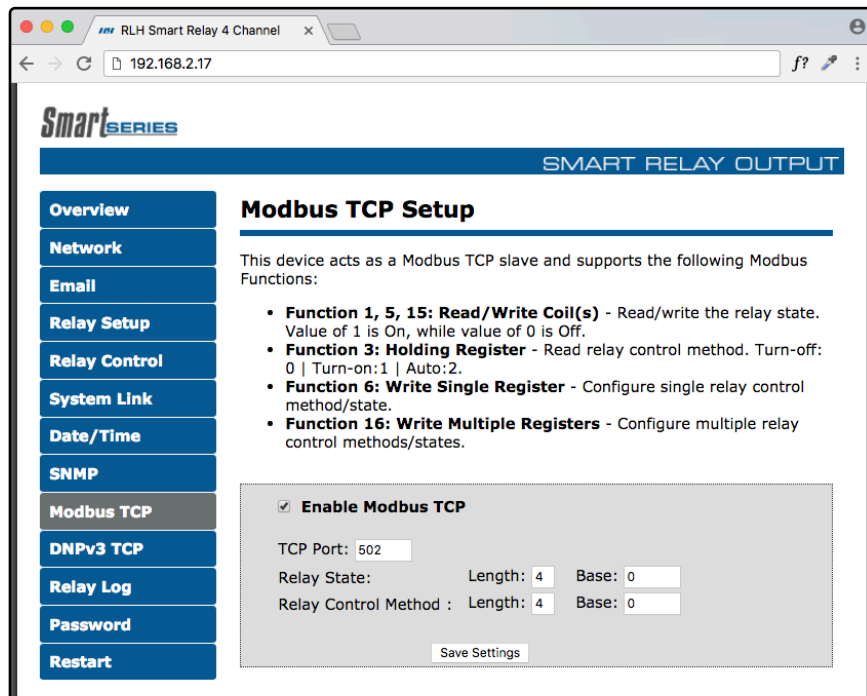 RLH Smart Relay 4 Channel
192.168.2.17
f?
Smart SERIES
SMART RELAY OUTPUT
Overview
Network
Email
Relay Setup
Relay Control
System Link
Date/Time
SNMP
Modbus TCP
DNPv3 TCP
Relay Log
Password
Restart
Modbus TCP Setup
This device acts as a Modbus TCP slave and supports the following Modbus
Functions:
• Function 1, 5, 15: Read/Write Coil(s) - Read/write the relay state.
Value of 1 is On, while value of 0 is Off.
• Function 3: Holding Register - Read relay control method. Turn-off:
0 | Turn-on:1 | Auto:2.
• Function 6: Write Single Register - Configure single relay control
method/state.
• Function 16: Write Multiple Registers - Configure multiple relay
control methods/states.
Enable Modbus TCP
TCP Port: 502
Relay State: Length: 4 Base: 0
Relay Control Method : Length: 4 Base: 0
Save Settings